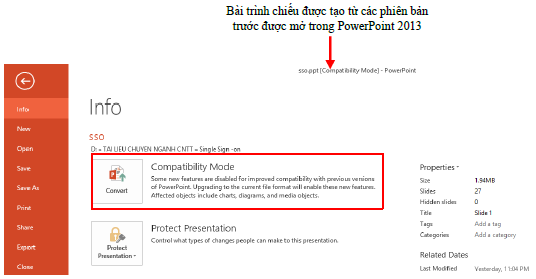 Bài trình chiếu được tạo từ các phiên bản
trước được mở trong PowerPoint 2013
sso.ppt [Compatibility Mode] - PowerPoint
Info
New
Open
Save
Save As
Print
Share
Export
Close
Info
SSO
D: » TAI LIEU CHUYEN NGANH CNTT » Single Sign -on
Convert
Compatibility Mode
Some new features are disabled for improved compatibility with previous versions
of PowerPoint. Upgrading to the current file format will enable these new features.
Affected objects include charts, diagrams, and media objects.
Protect
Presentation
Protect Presentation
Control what types of changes people can make to this presentation.
Properties
Size 1.94MB
Slides 27
Hidden slides 0
Title Slide 1
Tags Add a tag
Categories Add a category
Related Dates
Last Modified Yesterday, 11:04 PM